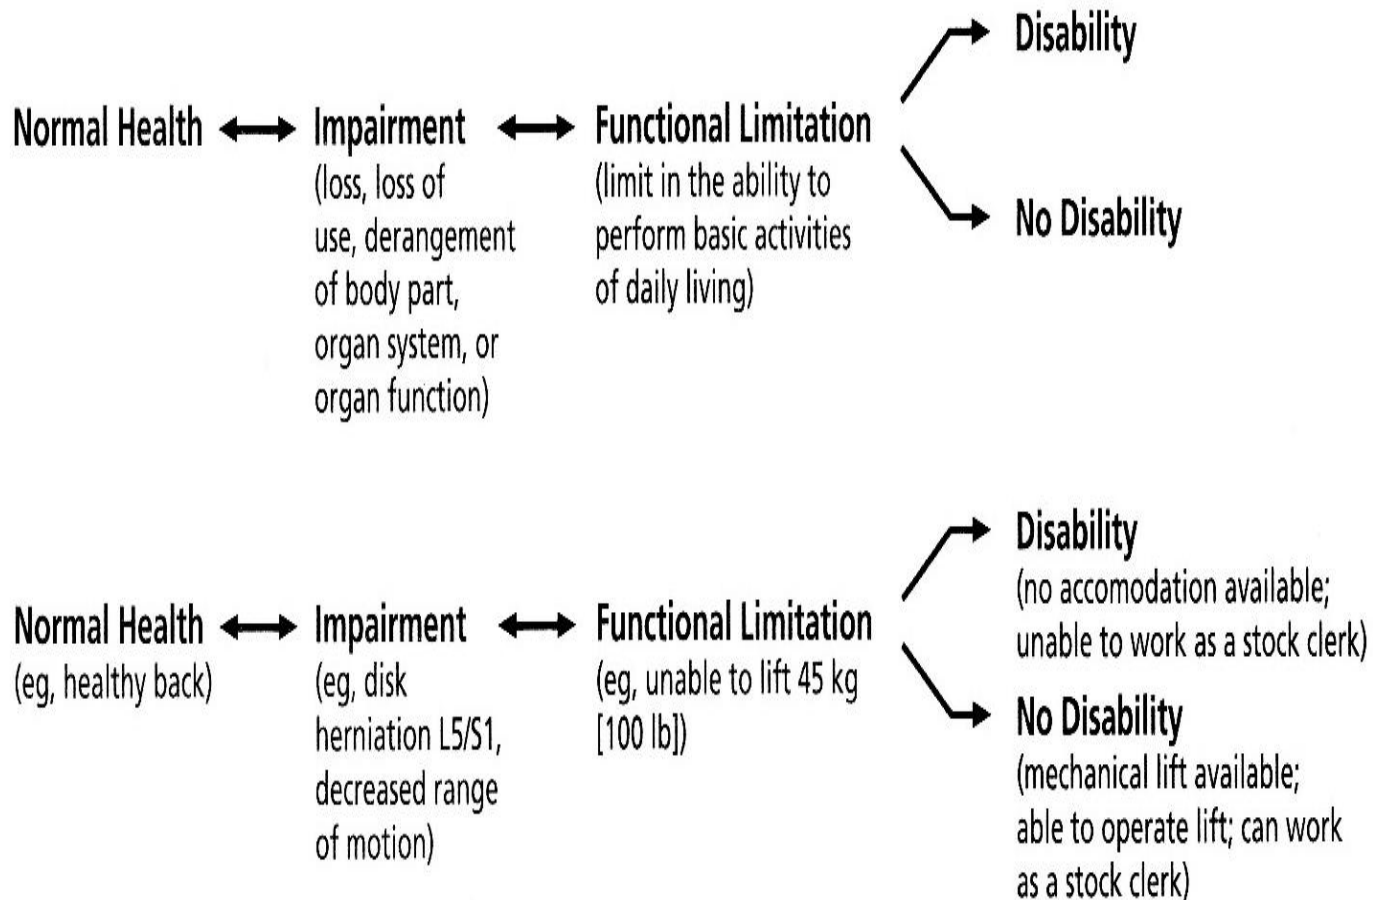 Disability
Normal Health
Impairment
(loss, loss of
use, derangement
of body part,
organ system, or
organ function)
Functional Limitation
(limit in the ability to
perform basic activities
of daily living)
No Disability
Normal Health
(eg, healthy back)
Impairment
(eg, disk
herniation L5/S1,
decreased range
of motion)
Functional Limitation
(eg, unable to lift 45 kg
[100 lb])
Disability
(no accomodation available;
unable to work as a stock clerk)
No Disability
(mechanical lift available;
able to operate lift; can work
as a stock clerk)